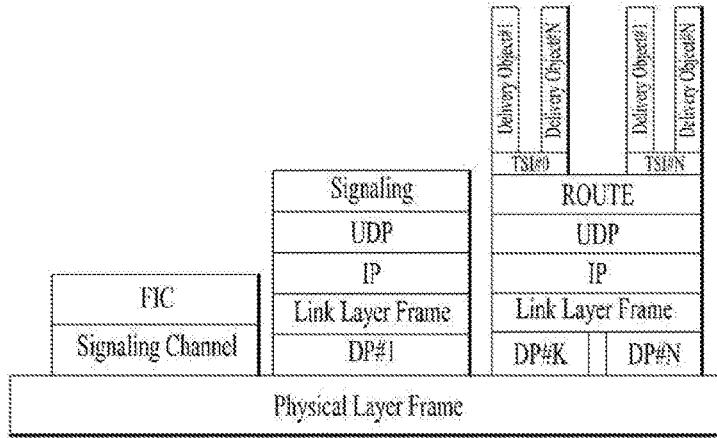 Delivery Object#1
Delivery Object#N
Delivery Object#1
Delivery Object#N
TSI#0
TSI#N
Signaling
ROUTE
UDP
UDP
IP
IP
FIC
Link Layer Frame
Link Layer Frame
Signaling Channel
DP#1
DP#K
DP#N
Physical Layer Frame